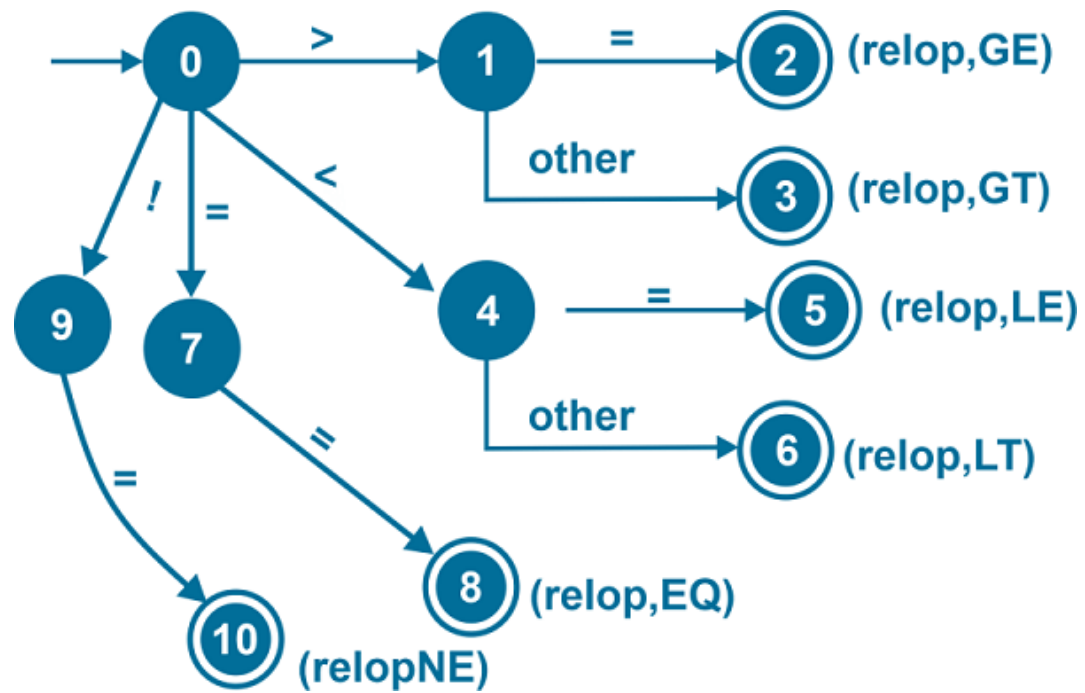 0
>
1
=
2
(relop,GE)
other
3
(relop,GT)
!
=
<
9
7
4
=
5
(relop,LE)
other
6
(relop,LT)
=
=
8
(relop,EQ)
10
(relopNE)